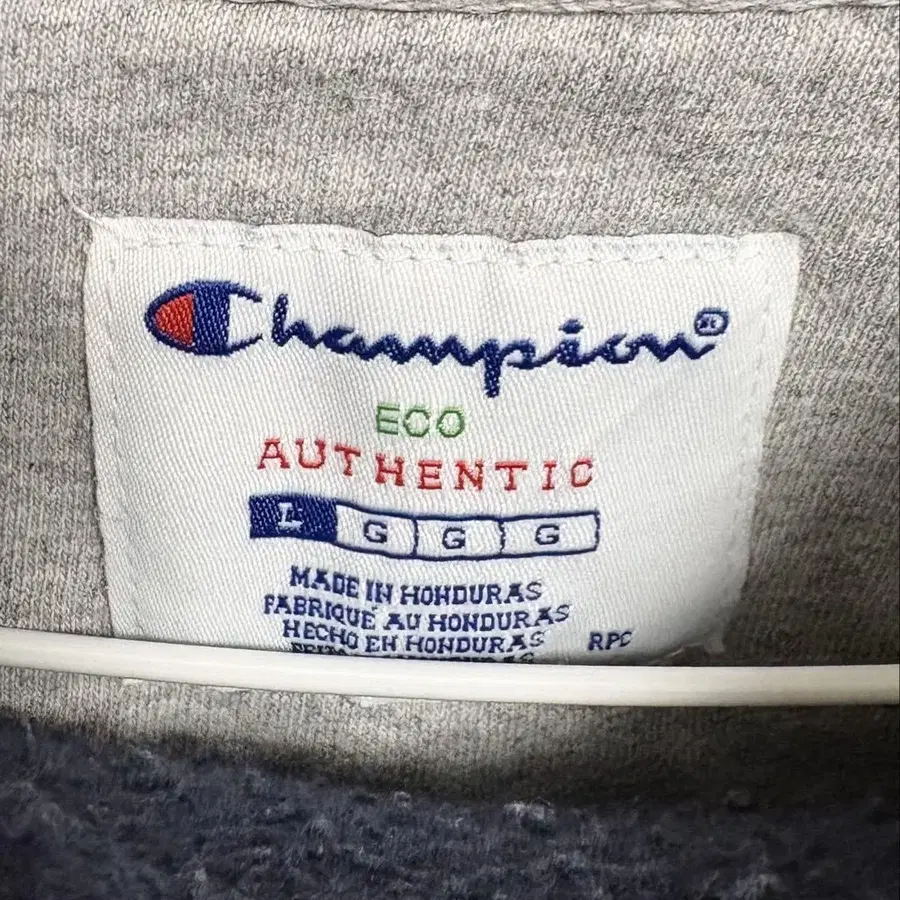 Champion®
ECO
AUTHENTIC
L G G G
MADE IN HONDURAS
FABRIQUÉ AU HONDURAS
HECHO EN HONDURAS
RPC